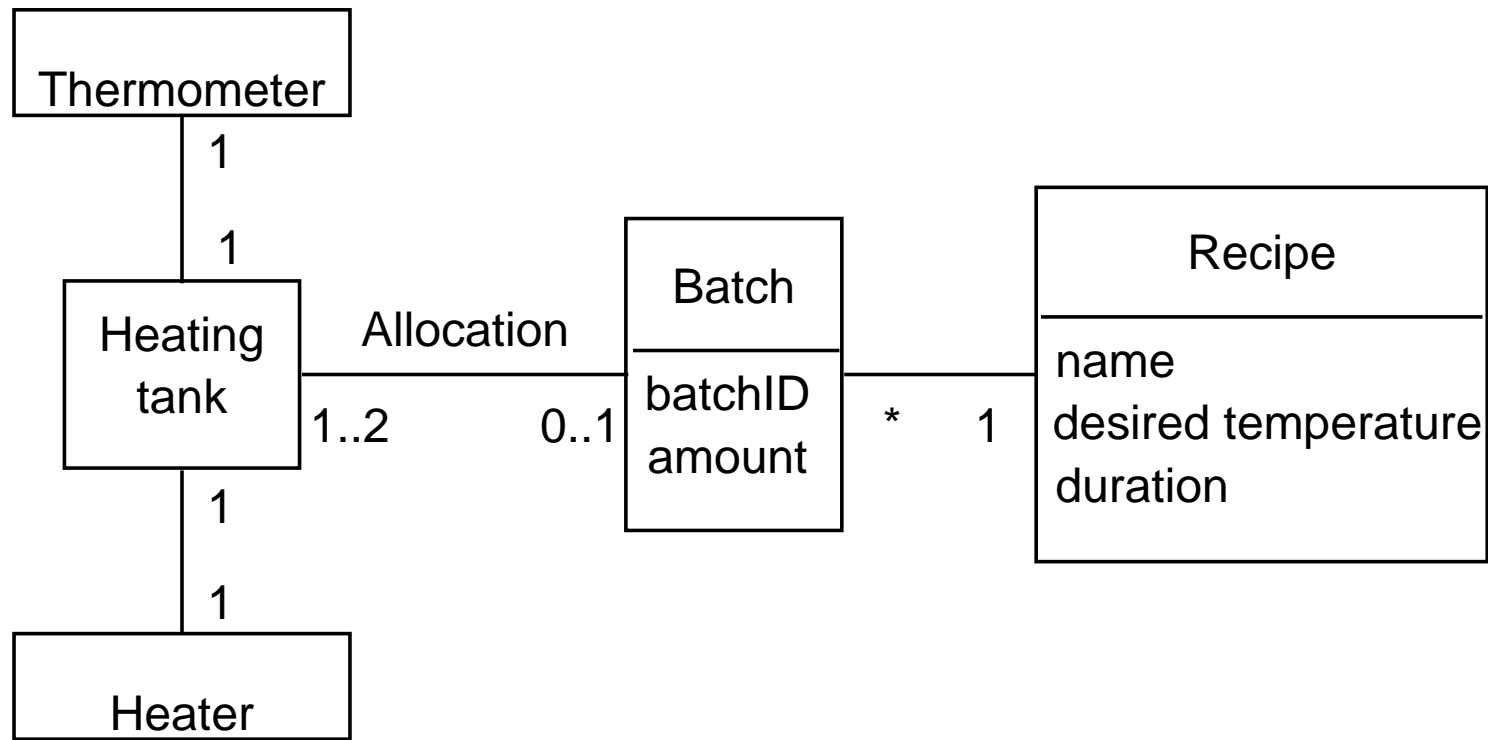 Thermometer
1
1
Heating
tank
Allocation
1..2
0..1
1
1
Heater
Batch
batchID
amount
*
1
Recipe
name
desired temperature
duration